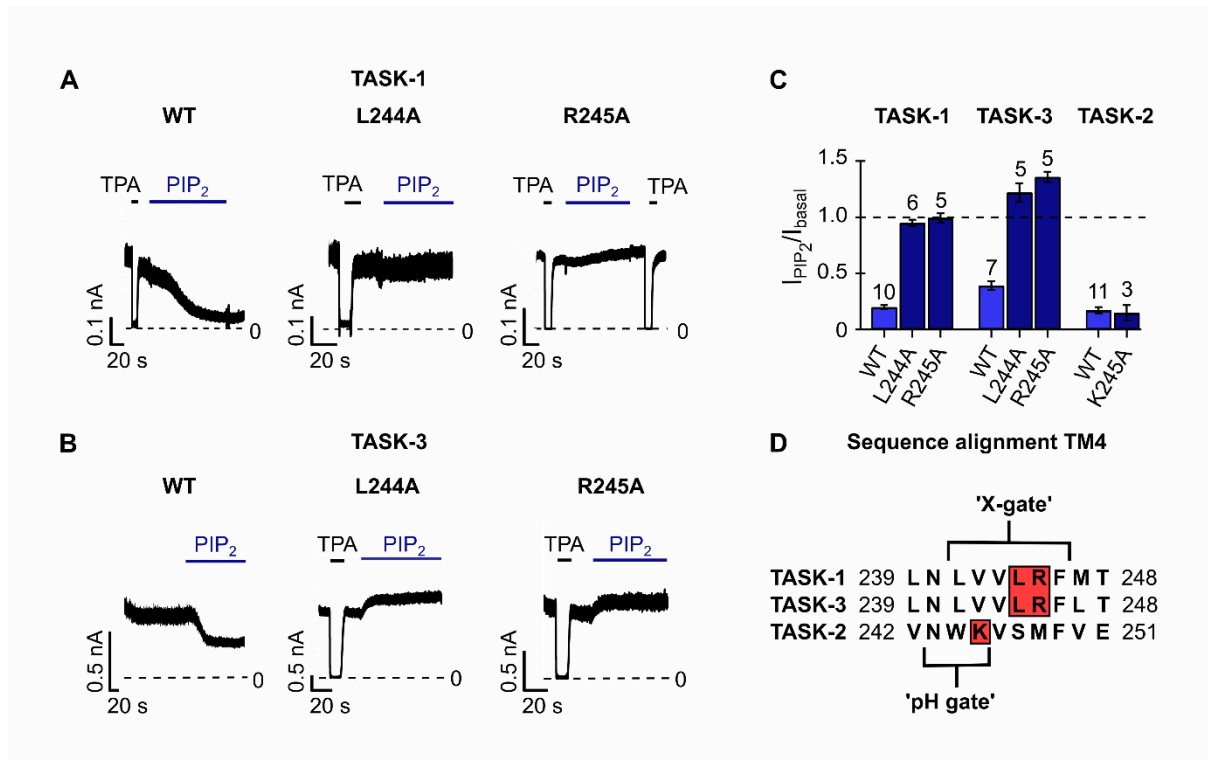 A
TASK-1
WT
L244A
R245A
TPA PIP2
TPA PIP2
TPA PIP2 TPA
0.1 nA
20 s
0
0.1 nA
20 s
0
0.1 nA
20 s
0
B
TASK-3
WT
L244A
R245A
PIP2
TPA PIP2
TPA PIP2
0.5 nA
20 s
0
0.5 nA
20 s
0
0.5 nA
20 s
0
C
TASK-1 TASK-3 TASK-2
IPIP2/Ibasal
1.5
1.0
0.5
0
10 6 5 7 5 5 11 3
WT L244A R245A WT L244A R245A WT K245A
D Sequence alignment TM4
'X-gate'
TASK-1 239 L N L V V L R F M T 248
TASK-3 239 L N L V V L R F L T 248
TASK-2 242 V N W K V S M F V E 251
'pH gate'